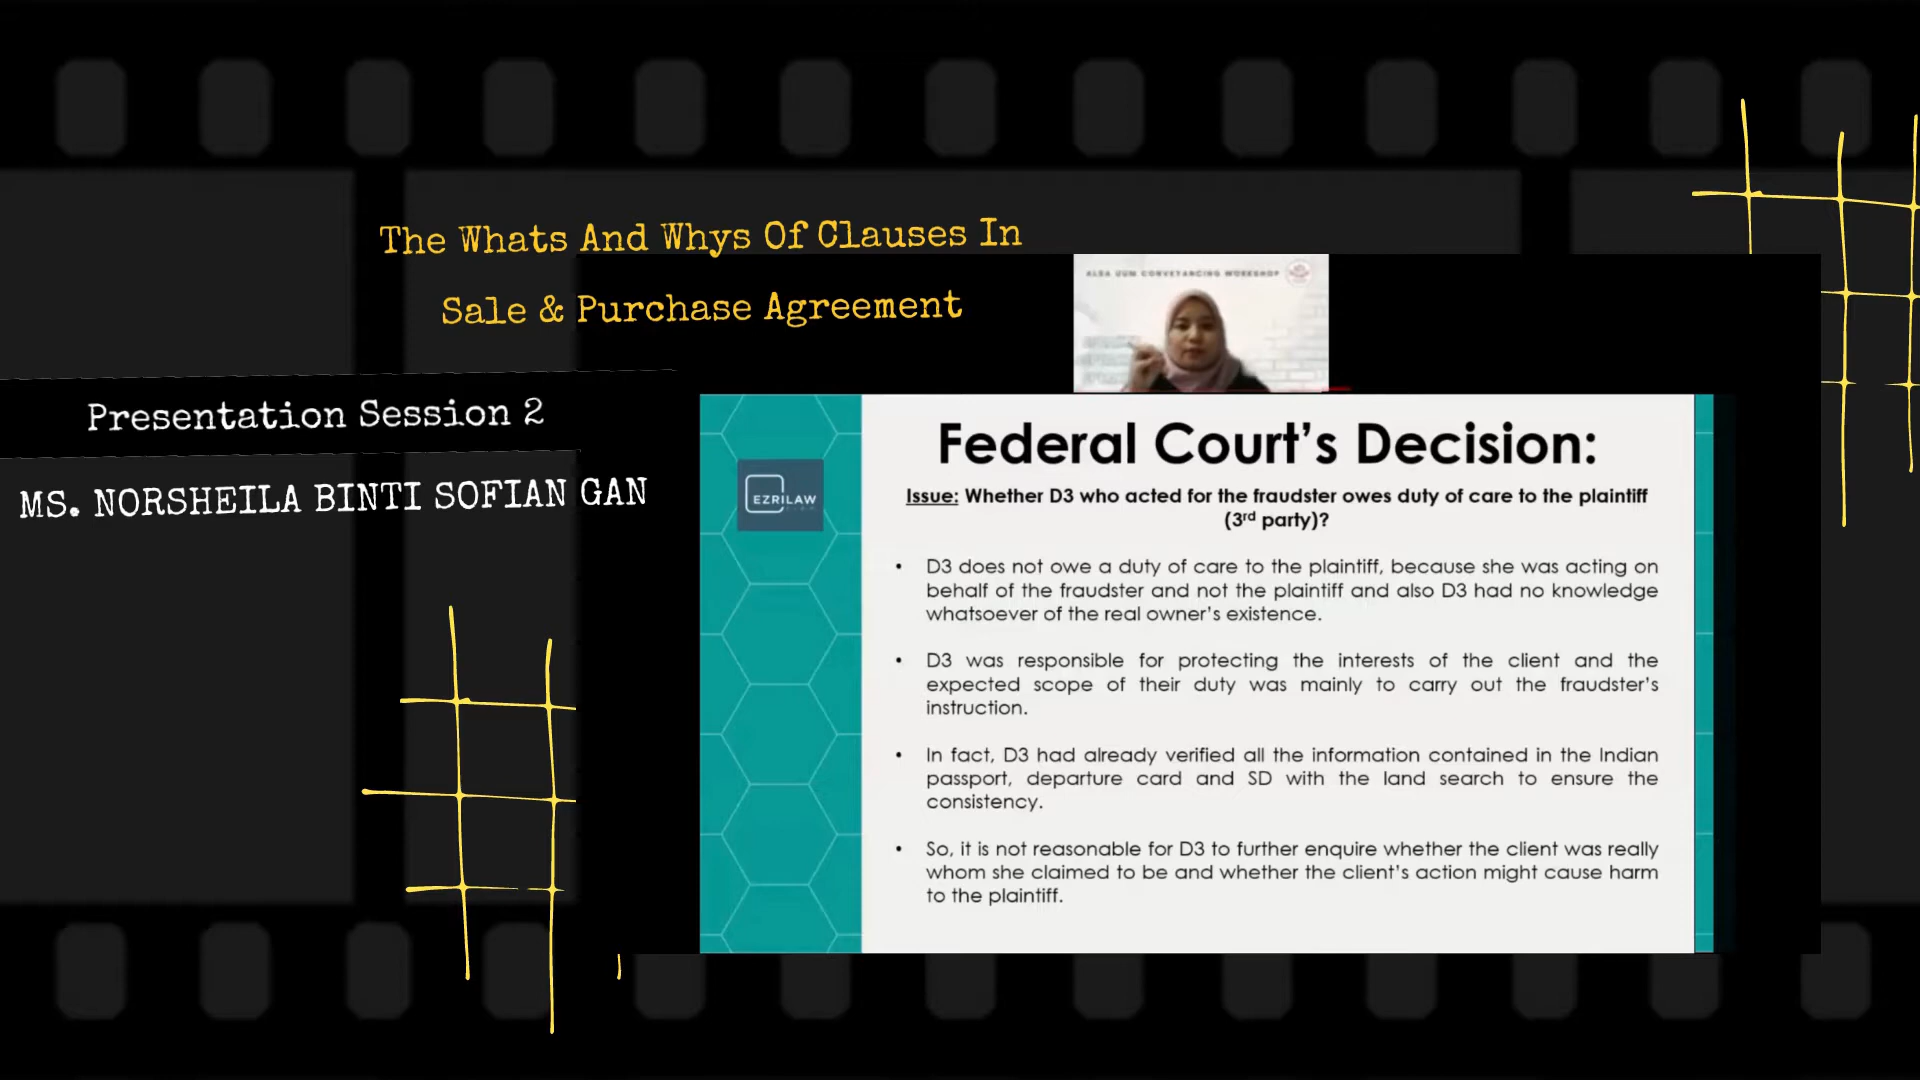 The Whats And Whys Of Clauses In
Sale & Purchase Agreement
ALSA UUM CONVEYANCING WORKSHOP
Presentation Session 2
MS. NORSHEILA BINTI SOFIAN GAN
EZRILAW
Federal Court's Decision:
Issue: Whether D3 who acted for the fraudster owes duty of care to the plaintiff
(3rd party)?
• D3 does not owe a duty of care to the plaintiff, because she was acting on
behalf of the fraudster and not the plaintiff and also D3 had no knowledge
whatsoever of the real owner's existence.
• D3 was responsible for protecting the interests of the client and the
expected scope of their duty was mainly to carry out the fraudster's
instruction.
• In fact, D3 had already verified all the information contained in the Indian
passport, departure card and SD with the land search to ensure the
consistency.
• So, it is not reasonable for D3 to further enquire whether the client was really
whom she claimed to be and whether the client's action might cause harm
to the plaintiff.